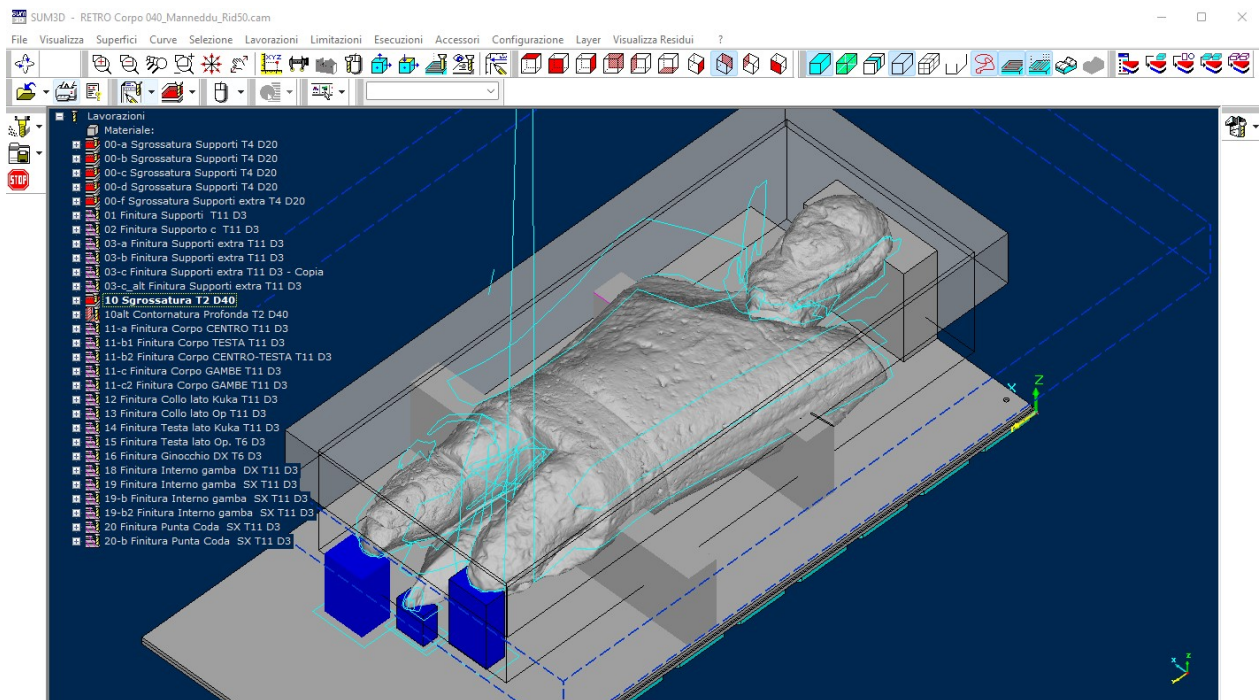 SUM3D - RETRO Corpo 040_Manneddu_Rid50.cam
File Visualizza Superfici Curve Selezione Lavorazioni Limitazioni Esecuzioni Accessori Configurazione Layer Visualizza Residui ?
XYZ
STOP
Lavorazioni
Materiale:
00-a Sgrossatura Supporti T4 D20
00-b Sgrossatura Supporti T4 D20
00-c Sgrossatura Supporti T4 D20
00-d Sgrossatura Supporti T4 D20
00-f Sgrossatura Supporti extra T4 D20
01 Finitura Supporti T11 D3
02 Finitura Supporto c T11 D3
03-a Finitura Supporti extra T11 D3
03-b Finitura Supporti extra T11 D3
03-c Finitura Supporti extra T11 D3 - Copia
03-c_alt Finitura Supporti extra T11 D3
10 Sgrossatura T2 D40
10alt Contornatura Profonda T2 D40
11-a Finitura Corpo CENTRO T11 D3
11-b1 Finitura Corpo TESTA T11 D3
11-b2 Finitura Corpo CENTRO-TESTA T11 D3
11-c Finitura Corpo GAMBE T11 D3
11-c2 Finitura Corpo GAMBE T11 D3
12 Finitura Collo lato Kuka T11 D3
13 Finitura Collo lato Op T11 D3
14 Finitura Testa lato Kuka T11 D3
15 Finitura Testa lato Op. T6 D3
16 Finitura Ginocchio DX T6 D3
18 Finitura Interno gamba DX T11 D3
19 Finitura Interno gamba SX T11 D3
19-b Finitura Interno gamba SX T11 D3
19-b2 Finitura Interno gamba SX T11 D3
20 Finitura Punta Coda SX T11 D3
20-b Finitura Punta Coda SX T11 D3
X
Z
x
z